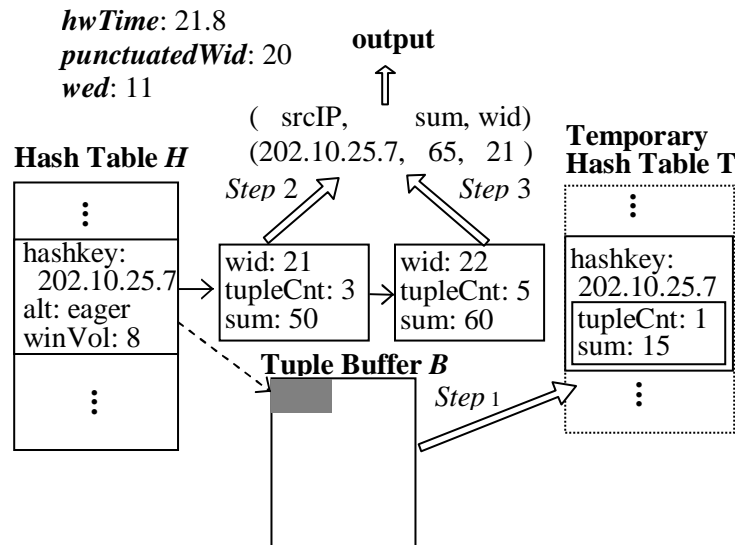 hwTime: 21.8
punctuatedWid: 20
wed: 11
output
( srcIP, sum, wid)
(202.10.25.7, 65, 21 )
Hash Table H
Step 2
Step 3
Temporary
Hash Table T
⋮
hashkey:
202.10.25.7
alt: eager
winVol: 8
⋮
wid: 21
tupleCnt: 3
sum: 50
wid: 22
tupleCnt: 5
sum: 60
⋮
hashkey:
202.10.25.7
tupleCnt: 1
sum: 15
⋮
Tuple Buffer B
Step 1